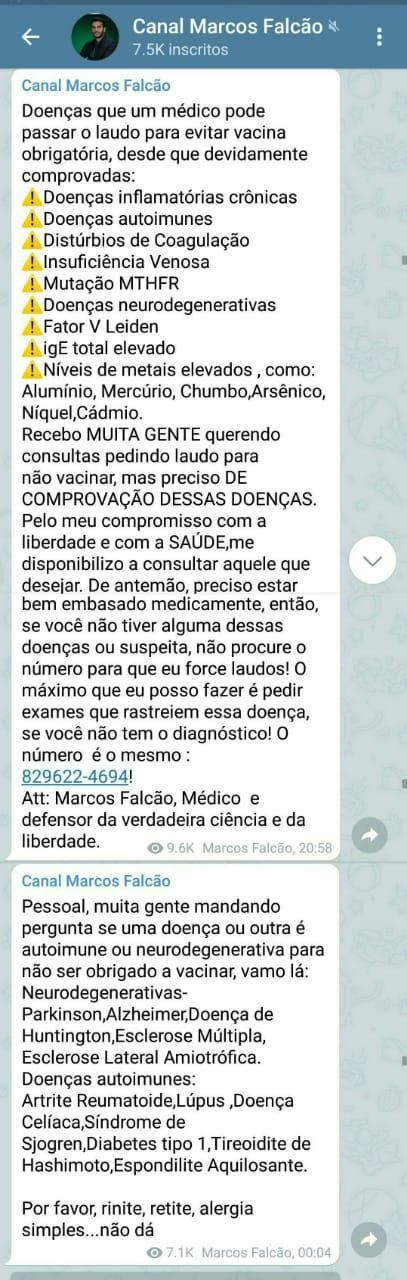 Canal Marcos Falcão
7.5K inscritos
Canal Marcos Falcão
Doenças que um médico pode
passar o laudo para evitar vacina
obrigatória, desde que devidamente
comprovadas:
⚠️Doenças inflamatórias crônicas
⚠️Doenças autoimunes
⚠️Distúrbios de Coagulação
⚠️Insuficiência Venosa
⚠️Mutação MTHFR
⚠️Doenças neurodegenerativas
⚠️Fator V Leiden
⚠️igE total elevado
⚠️Níveis de metais elevados , como:
Alumínio, Mercúrio, Chumbo,Arsênico,
Níquel,Cádmio.
Recebo MUITA GENTE querendo
consultas pedindo laudo para
não vacinar, mas preciso DE
COMPROVAÇÃO DESSAS DOENÇAS.
Pelo meu compromisso com a
liberdade e com a SAÚDE,me
disponibilizo a consultar aquele que
desejar. De antemão, preciso estar
bem embasado medicamente, então,
se você não tiver alguma dessas
doenças ou suspeita, não procure o
número para que eu force laudos! O
máximo que eu posso fazer é pedir
exames que rastreiem essa doença,
se você não tem o diagnóstico! O
número  é o mesmo :
829622-4694!
Att: Marcos Falcão, Médico  e
defensor da verdadeira ciência e da
liberdade.
9.6K Marcos Falcão, 20:58
Canal Marcos Falcão
Pessoal, muita gente mandando
pergunta se uma doença ou outra é
autoimune ou neurodegenerativa para
não ser obrigado a vacinar, vamo lá:
Neurodegenerativas-
Parkinson,Alzheimer,Doença de
Huntington,Esclerose Múltipla,
Esclerose Lateral Amiotrófica.
Doenças autoimunes:
Artrite Reumatoide,Lúpus ,Doença
Celíaca,Síndrome de
Sjogren,Diabetes tipo 1,Tireoidite de
Hashimoto,Espondilite Aquilosante.
Por favor, rinite, retite, alergia
simples...não dá
7.1K Marcos Falcão, 00:04